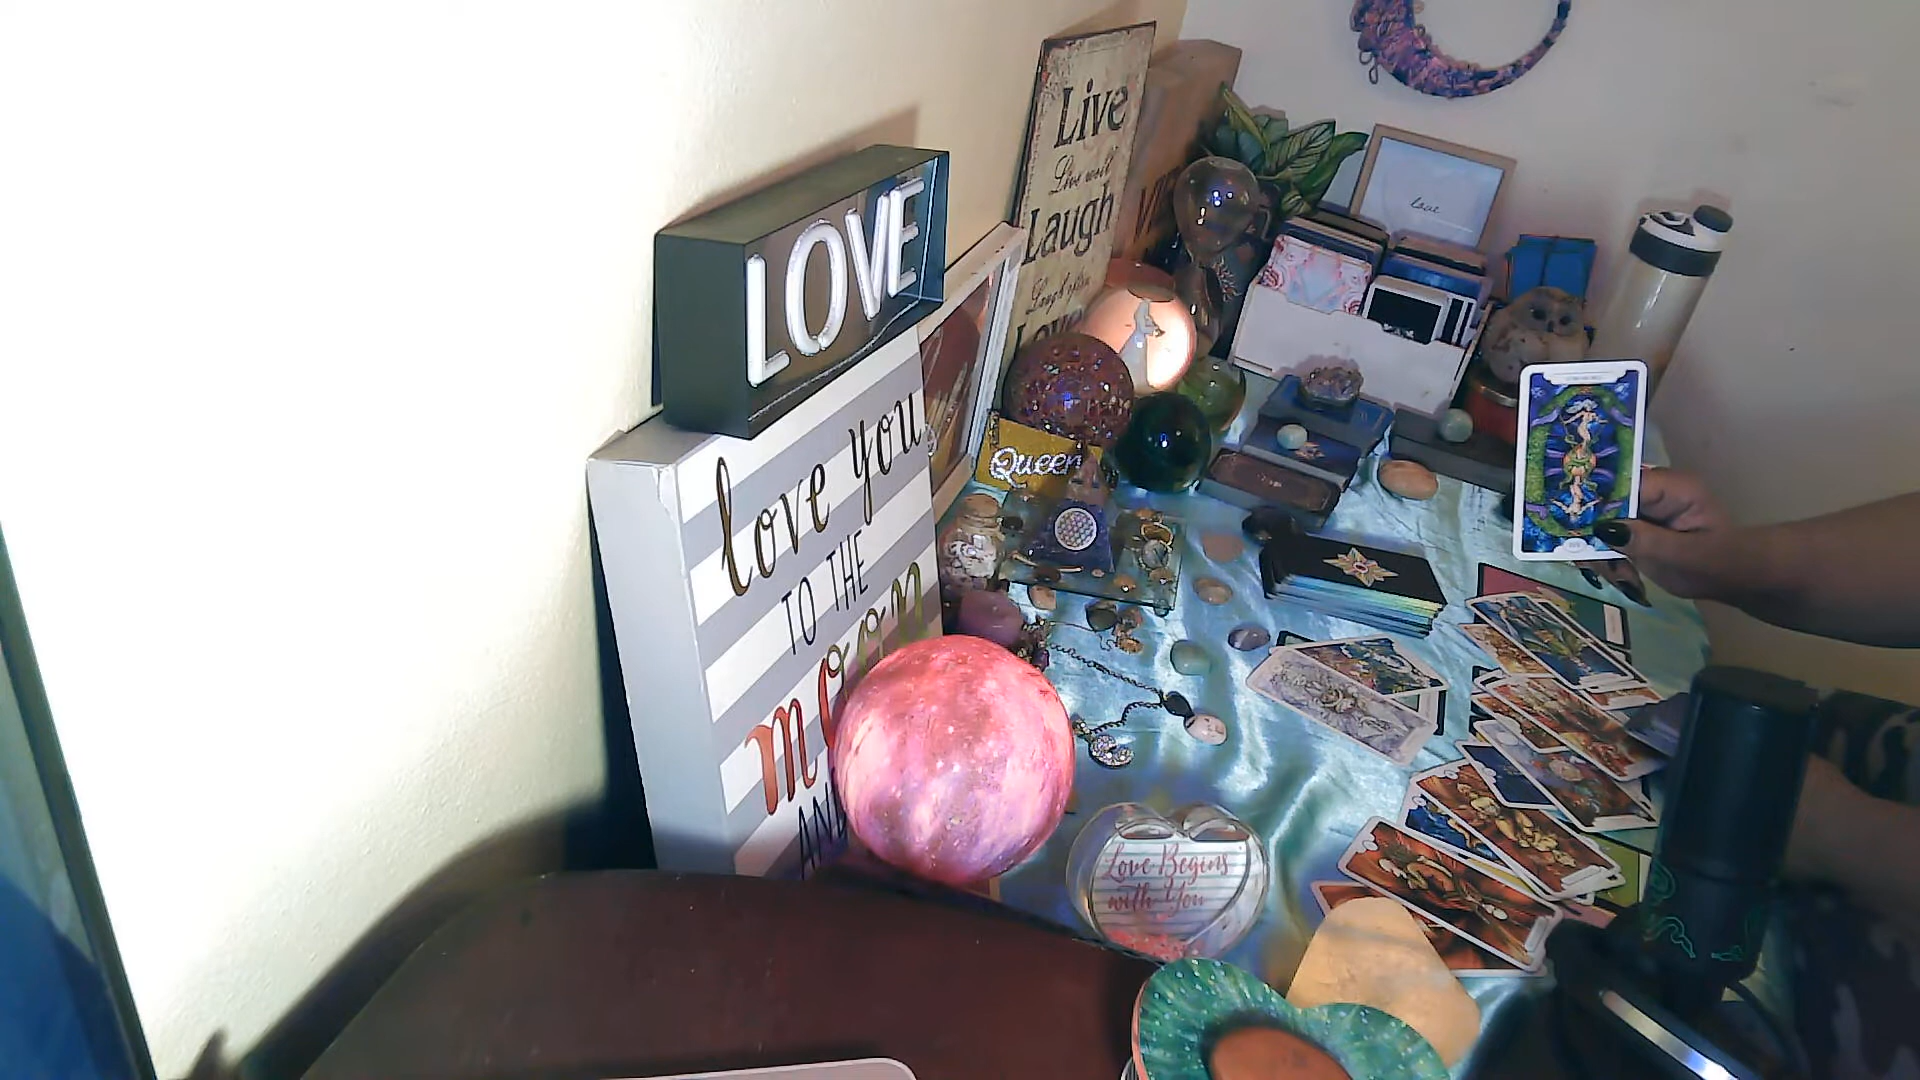 LOVE
love you
TO THE
moon
AND
Live
Live well
Laugh
Laugh often
Love
Queen
love
Love Begins
with You